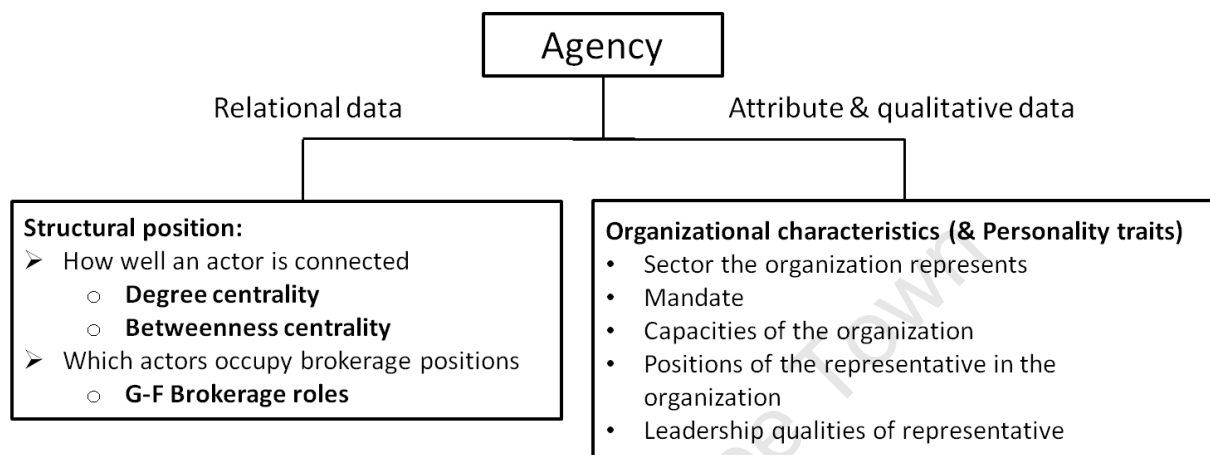 Agency
Relational data
Attribute & qualitative data
Structural position:
➢ How well an actor is connected
○ Degree centrality
○ Betweenness centrality
➢ Which actors occupy brokerage positions
○ G-F Brokerage roles
Organizational characteristics (& Personality traits)
• Sector the organization represents
• Mandate
• Capacities of the organization
• Positions of the representative in the
organization
• Leadership qualities of representative
Town